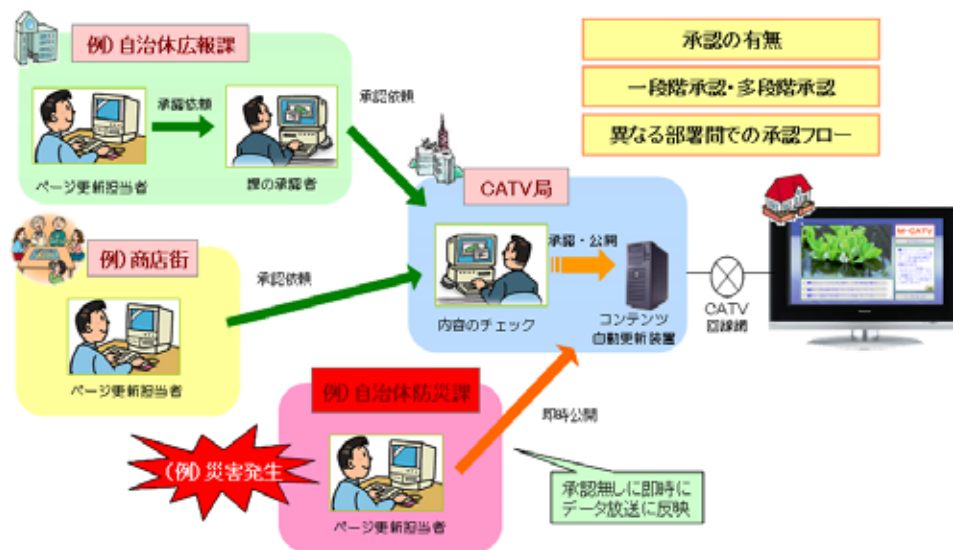 例) 自治体広報課
承認依頼
ページ更新担当者
課の承認者
承認依頼
承認の有無
一段階承認・多段階承認
異なる部署間での承認フロー
CATV局
承認・公開
内容のチェック
コンテンツ
自動更新装置
CATV
回線網
M-CATV
例) 商店街
承認依頼
ページ更新担当者
例) 自治体防災課
(例) 災害発生
ページ更新担当者
即時公開
承認無しに即時に
データ放送に反映